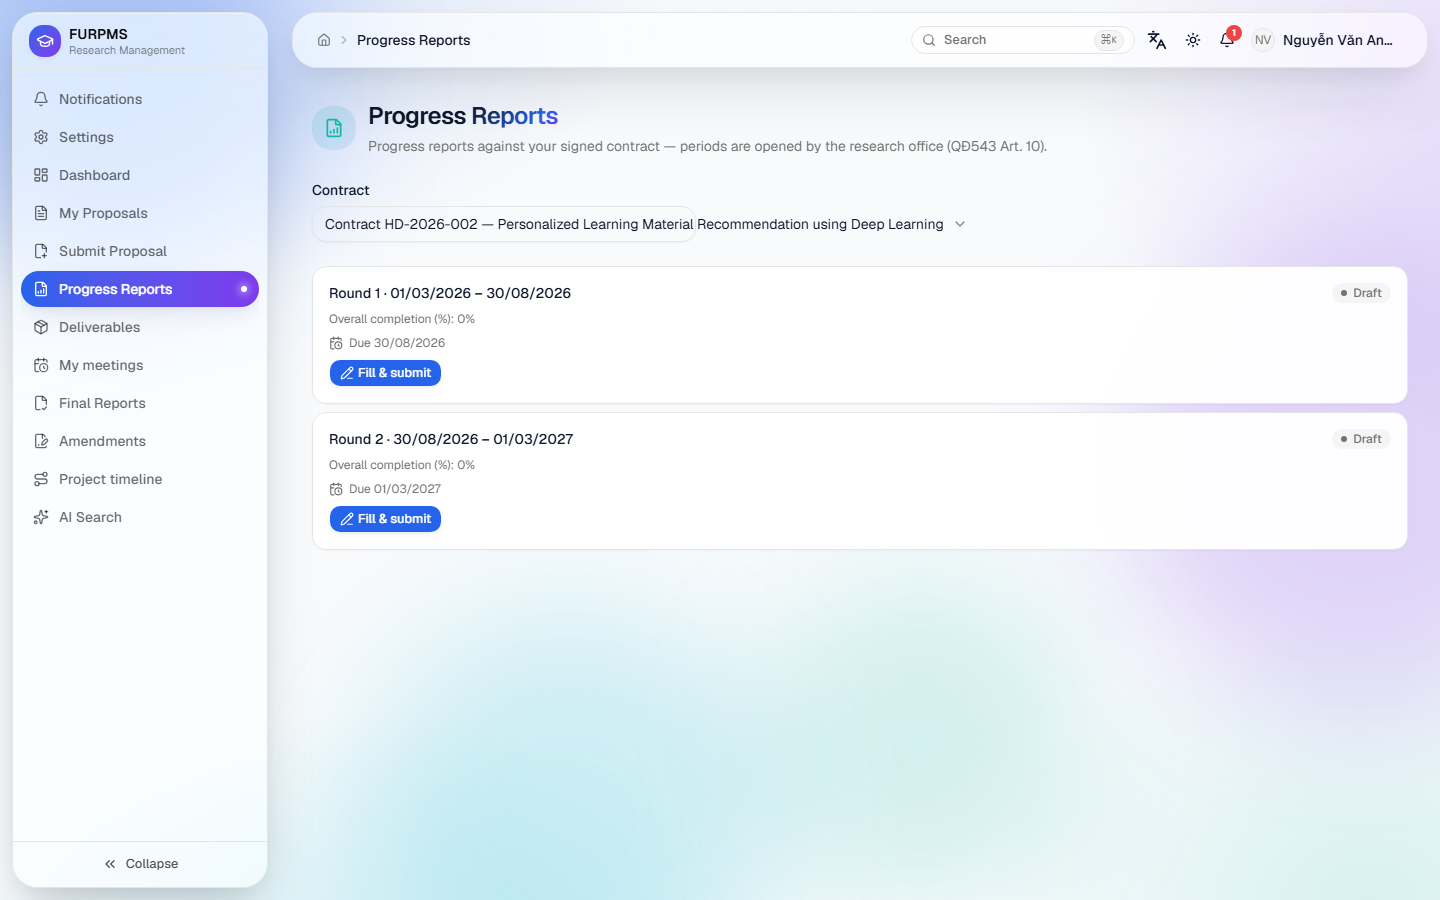 FURPMS
Research Management
Notifications
Settings
Dashboard
My Proposals
Submit Proposal
Progress Reports
Deliverables
My meetings
Final Reports
Amendments
Project timeline
AI Search
Collapse
Progress Reports
Search
⌘K
1
NV
Nguyễn Văn An...
Progress Reports
Progress reports against your signed contract — periods are opened by the research office (QĐ543 Art. 10).
Contract
Contract HD-2026-002 — Personalized Learning Material Recommendation using Deep Learning
Round 1 · 01/03/2026 – 30/08/2026
Draft
Overall completion (%): 0%
Due 30/08/2026
Fill & submit
Round 2 · 30/08/2026 – 01/03/2027
Draft
Overall completion (%): 0%
Due 01/03/2027
Fill & submit